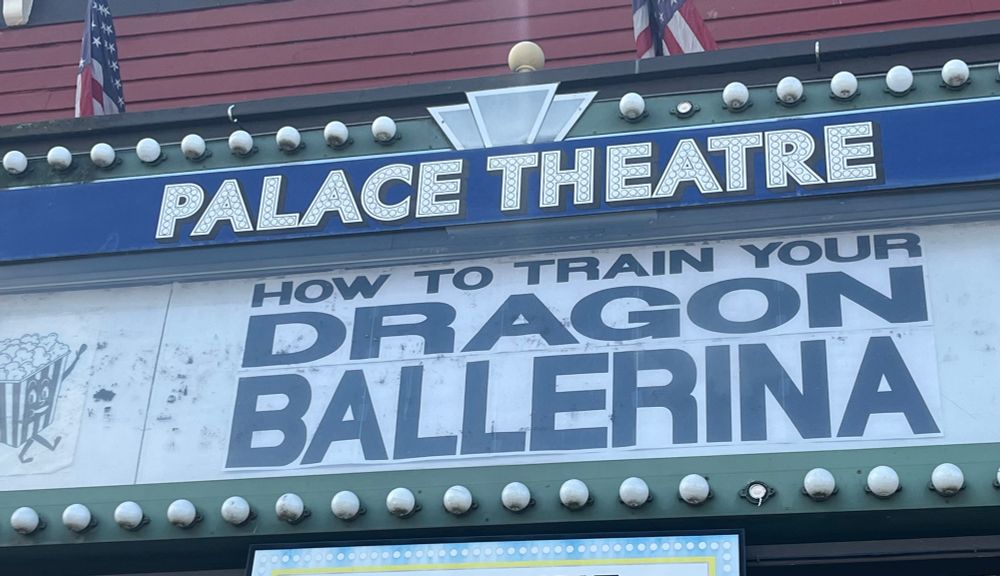 PALACE THEATRE
HOW TO TRAIN YOUR
DRAGON
BALLERINA